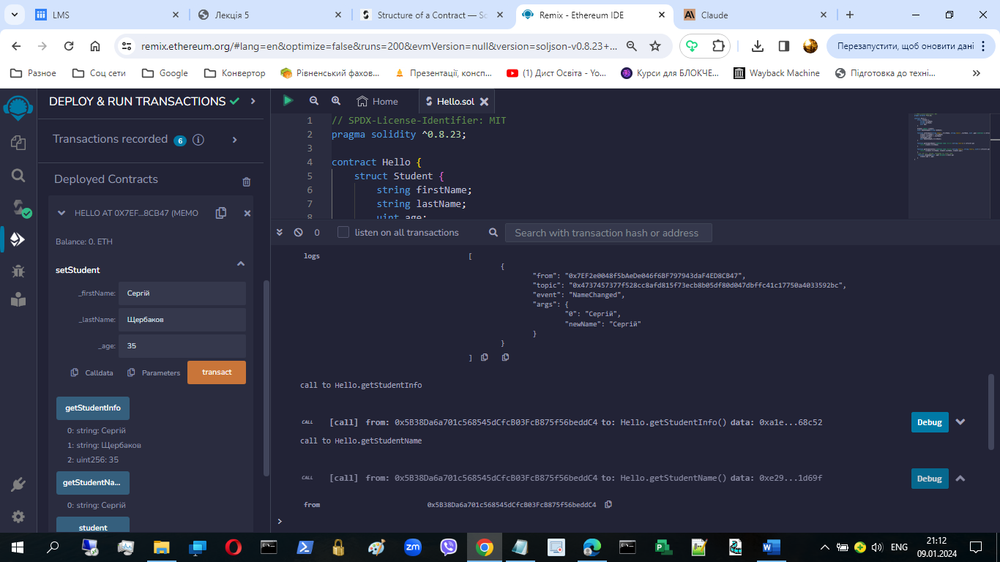 LMS
Лекція 5
Structure of a Contract — So
Remix - Ethereum IDE
Claude
remix.ethereum.org/#lang=en&optimize=false&runs=200&evmVersion=null&version=soljson-v0.8.23+...
Перезапустити, щоб оновити дані
Разное
Соц сети
Google
Конвертор
Рівненський фахов...
Презентації, консп...
(1) Дист Освіта - Yo...
Курси для БЛОКЧЕ...
Wayback Machine
Підготовка до техні...
DEPLOY & RUN TRANSACTIONS
Transactions recorded 6
Deployed Contracts
HELLO AT 0X7EF...8CB47 (MEMO
Balance: 0. ETH
setStudent
_firstName: Сергій
_lastName: Щербаков
_age: 35
Calldata
Parameters
transact
getStudentInfo
0: string: Сергій
1: string: Щербаков
2: uint256: 35
getStudentNa...
0: string: Сергій
student
Home
Hello.sol
1 // SPDX-License-Identifier: MIT
2 pragma solidity ^0.8.23;
3
4 contract Hello {
5 struct Student {
6 string firstName;
7 string lastName;
8 uint age;
0
listen on all transactions
Search with transaction hash or address
logs [
{
"from": "0x7EF2e0048f5bAeDe046f6BF797943daF4ED8CB47",
"topic": "0x4737457377f528cc8afd815f73ecb8b05df80d047dbffc41c17750a4033592bc",
"event": "NameChanged",
"args": {
"0": "Сергій",
"newName": "Сергій"
}
}
]
call to Hello.getStudentInfo
CALL [call] from: 0x5B38Da6a701c568545dCfcB03FcB875f56beddC4 to: Hello.getStudentInfo() data: 0xa1e...68c52
Debug
call to Hello.getStudentName
CALL [call] from: 0x5B38Da6a701c568545dCfcB03FcB875f56beddC4 to: Hello.getStudentName() data: 0xe29...1d69f
Debug
from 0x5B38Da6a701c568545dCfcB03FcB875f56beddC4
>
zm
ENG
21:12
09.01.2024